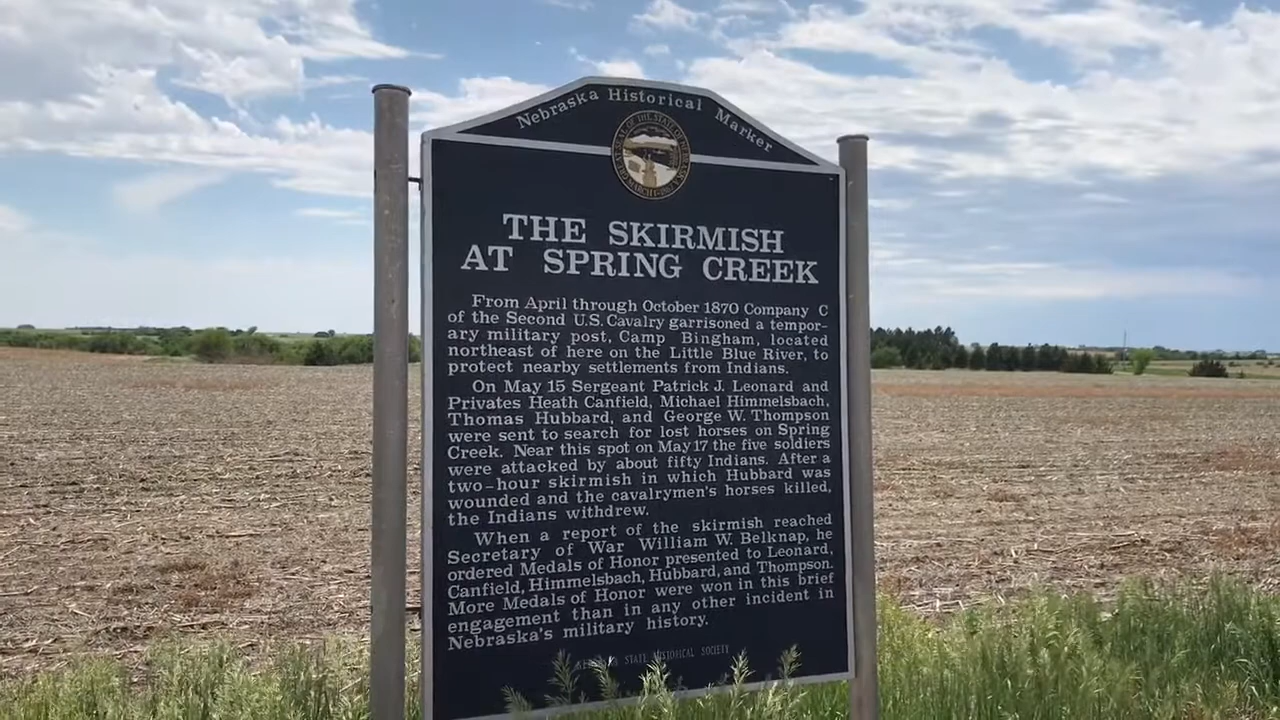 Nebraska Historical Marker
THE SKIRMISH
AT SPRING CREEK
From April through October 1870 Company C
of the Second U.S. Cavalry garrisoned a tempor-
ary military post, Camp Bingham, located
northeast of here on the Little Blue River, to
protect nearby settlements from Indians.
On May 15 Sergeant Patrick J. Leonard and
Privates Heath Canfield, Michael Himmelsbach,
Thomas Hubbard, and George W. Thompson
were sent to search for lost horses on Spring
Creek. Near this spot on May 17 the five soldiers
were attacked by about fifty Indians. After a
two-hour skirmish in which Hubbard was
wounded and the cavalrymen's horses killed,
the Indians withdrew.
When a report of the skirmish reached
Secretary of War William W. Belknap, he
ordered Medals of Honor presented to Leonard,
Canfield, Himmelsbach, Hubbard, and Thompson.
More Medals of Honor were won in this brief
engagement than in any other incident in
Nebraska's military history.
STATE HISTORICAL SOCIETY